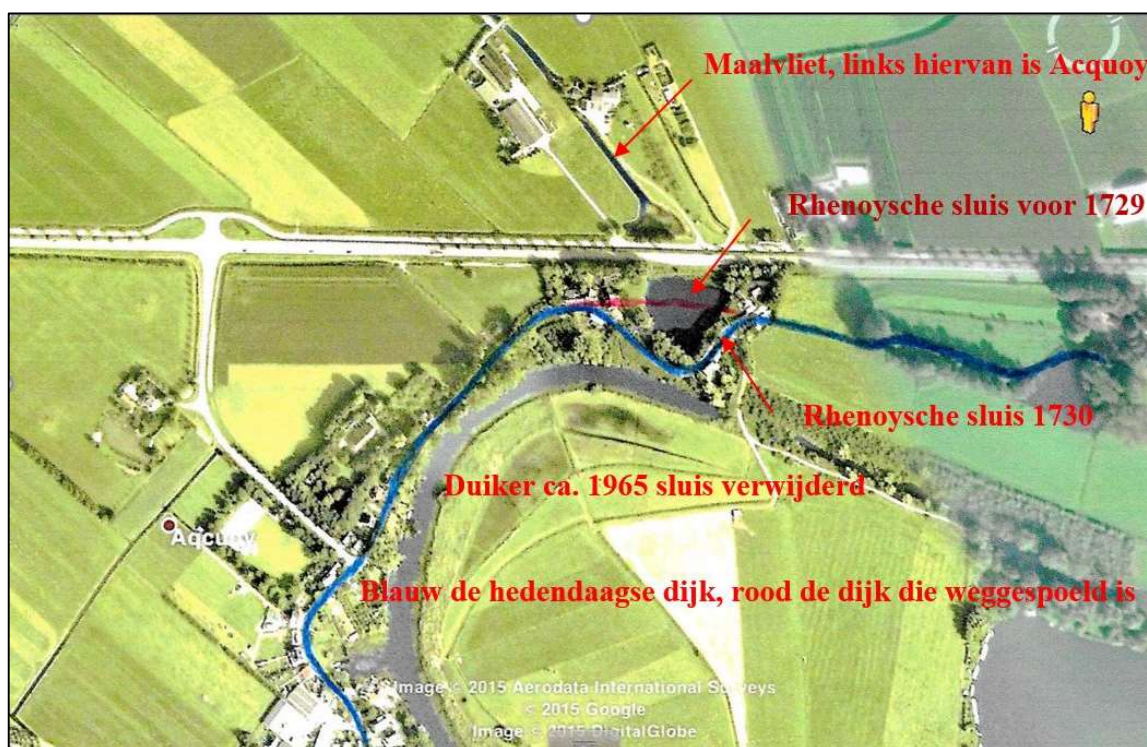 Maalvliet, links hiervan is Acquoy
Rhenoysche sluis voor 1729
Rhenoysche sluis 1730
Duiker ca. 1965 sluis verwijderd
Aqcuoy
Blauw de hedendaagse dijk, rood de dijk die weggespoeld is
Image © 2015 Aerodata International Surveys
© 2015 Google
Image © 2015 DigitalGlobe